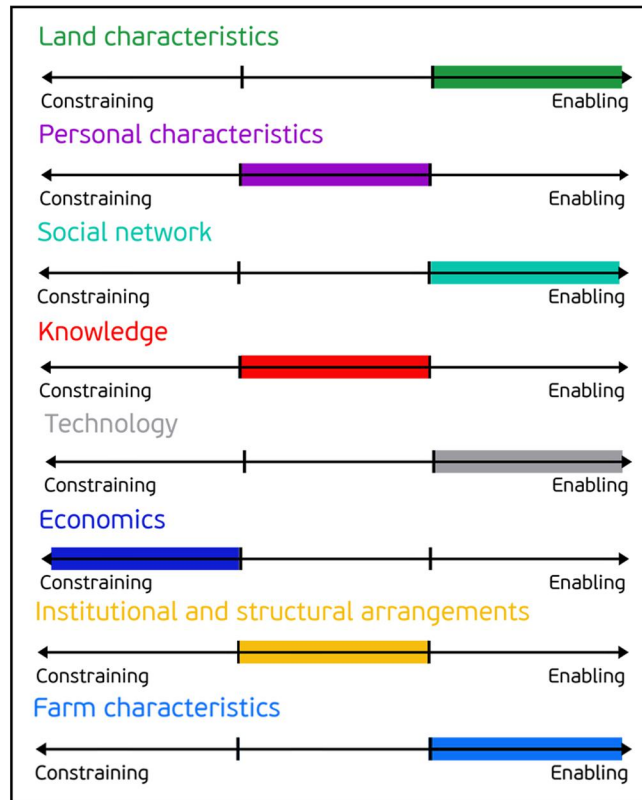 Land characteristics
Constraining Enabling
Personal characteristics
Constraining Enabling
Social network
Constraining Enabling
Knowledge
Constraining Enabling
Technology
Constraining Enabling
Economics
Constraining Enabling
Institutional and structural arrangements
Constraining Enabling
Farm characteristics
Constraining Enabling